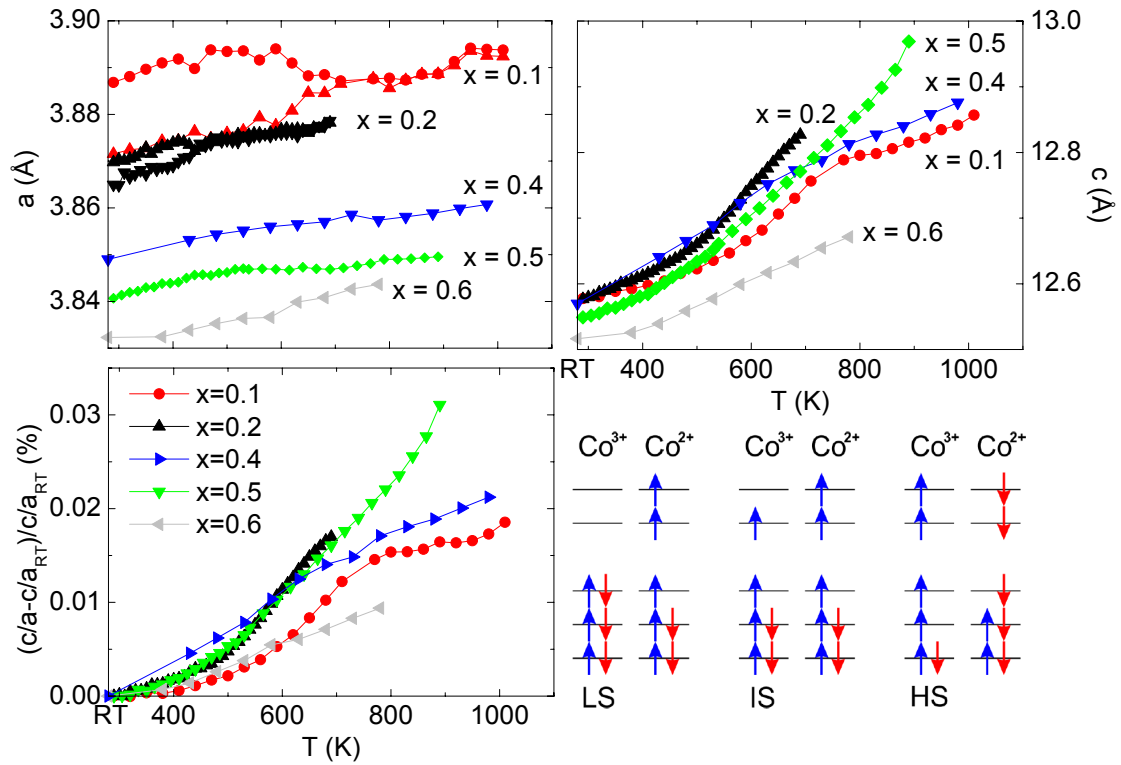 3.90
3.88
3.86
3.84
a (Å)
x = 0.1
x = 0.2
x = 0.4
x = 0.5
x = 0.6
13.0
12.8
12.6
c (Å)
x = 0.5
x = 0.4
x = 0.2
x = 0.1
x = 0.6
RT 400 600 800 1000
T (K)
0.03
0.02
0.01
0.00
(c/a-c/a_RT)/c/a_RT (%)
x=0.1
x=0.2
x=0.4
x=0.5
x=0.6
RT 400 600 800 1000
T (K)
Co³⁺ Co²⁺ Co³⁺ Co²⁺ Co³⁺ Co²⁺
LS IS HS